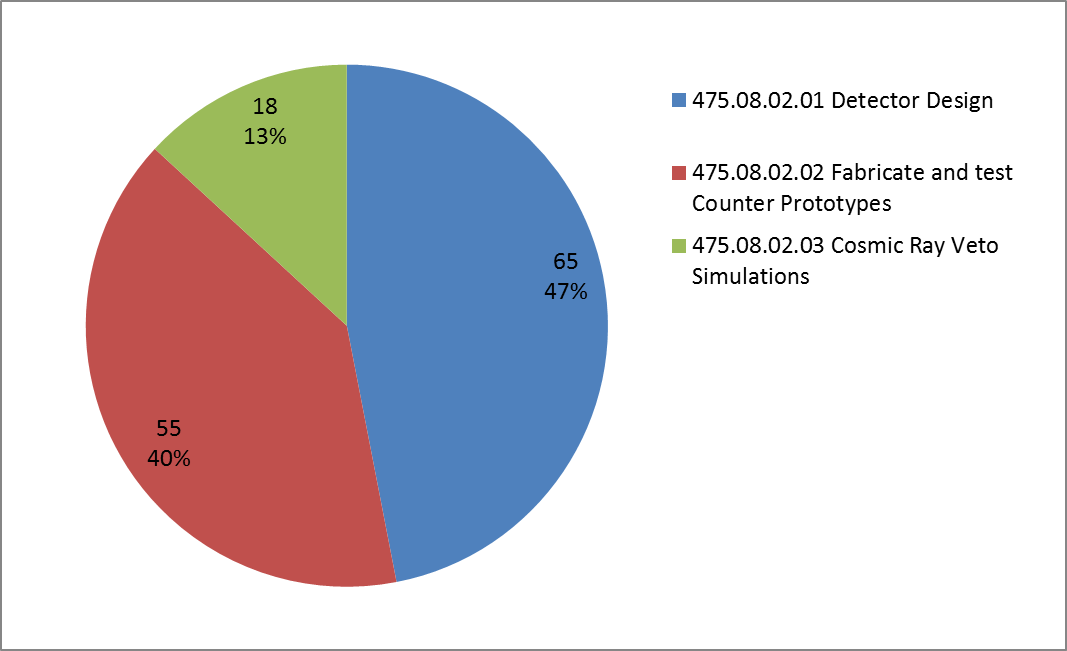 18
13%
65
47%
55
40%
475.08.02.01 Detector Design
475.08.02.02 Fabricate and test
Counter Prototypes
475.08.02.03 Cosmic Ray Veto
Simulations